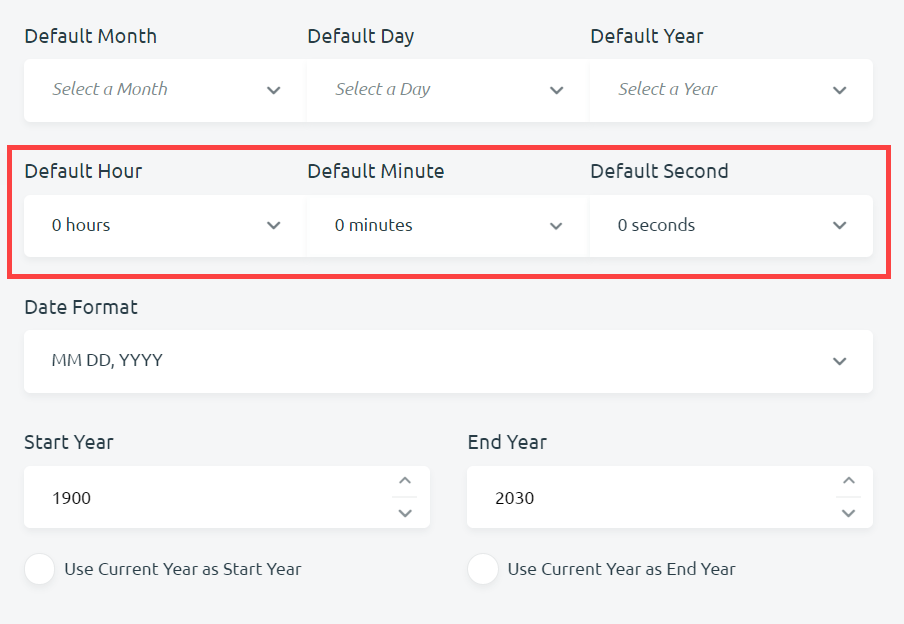 Default Month Default Day Default Year
Select a Month Select a Day Select a Year
Default Hour Default Minute Default Second
0 hours 0 minutes 0 seconds
Date Format
MM DD, YYYY
Start Year End Year
1900 2030
Use Current Year as Start Year Use Current Year as End Year